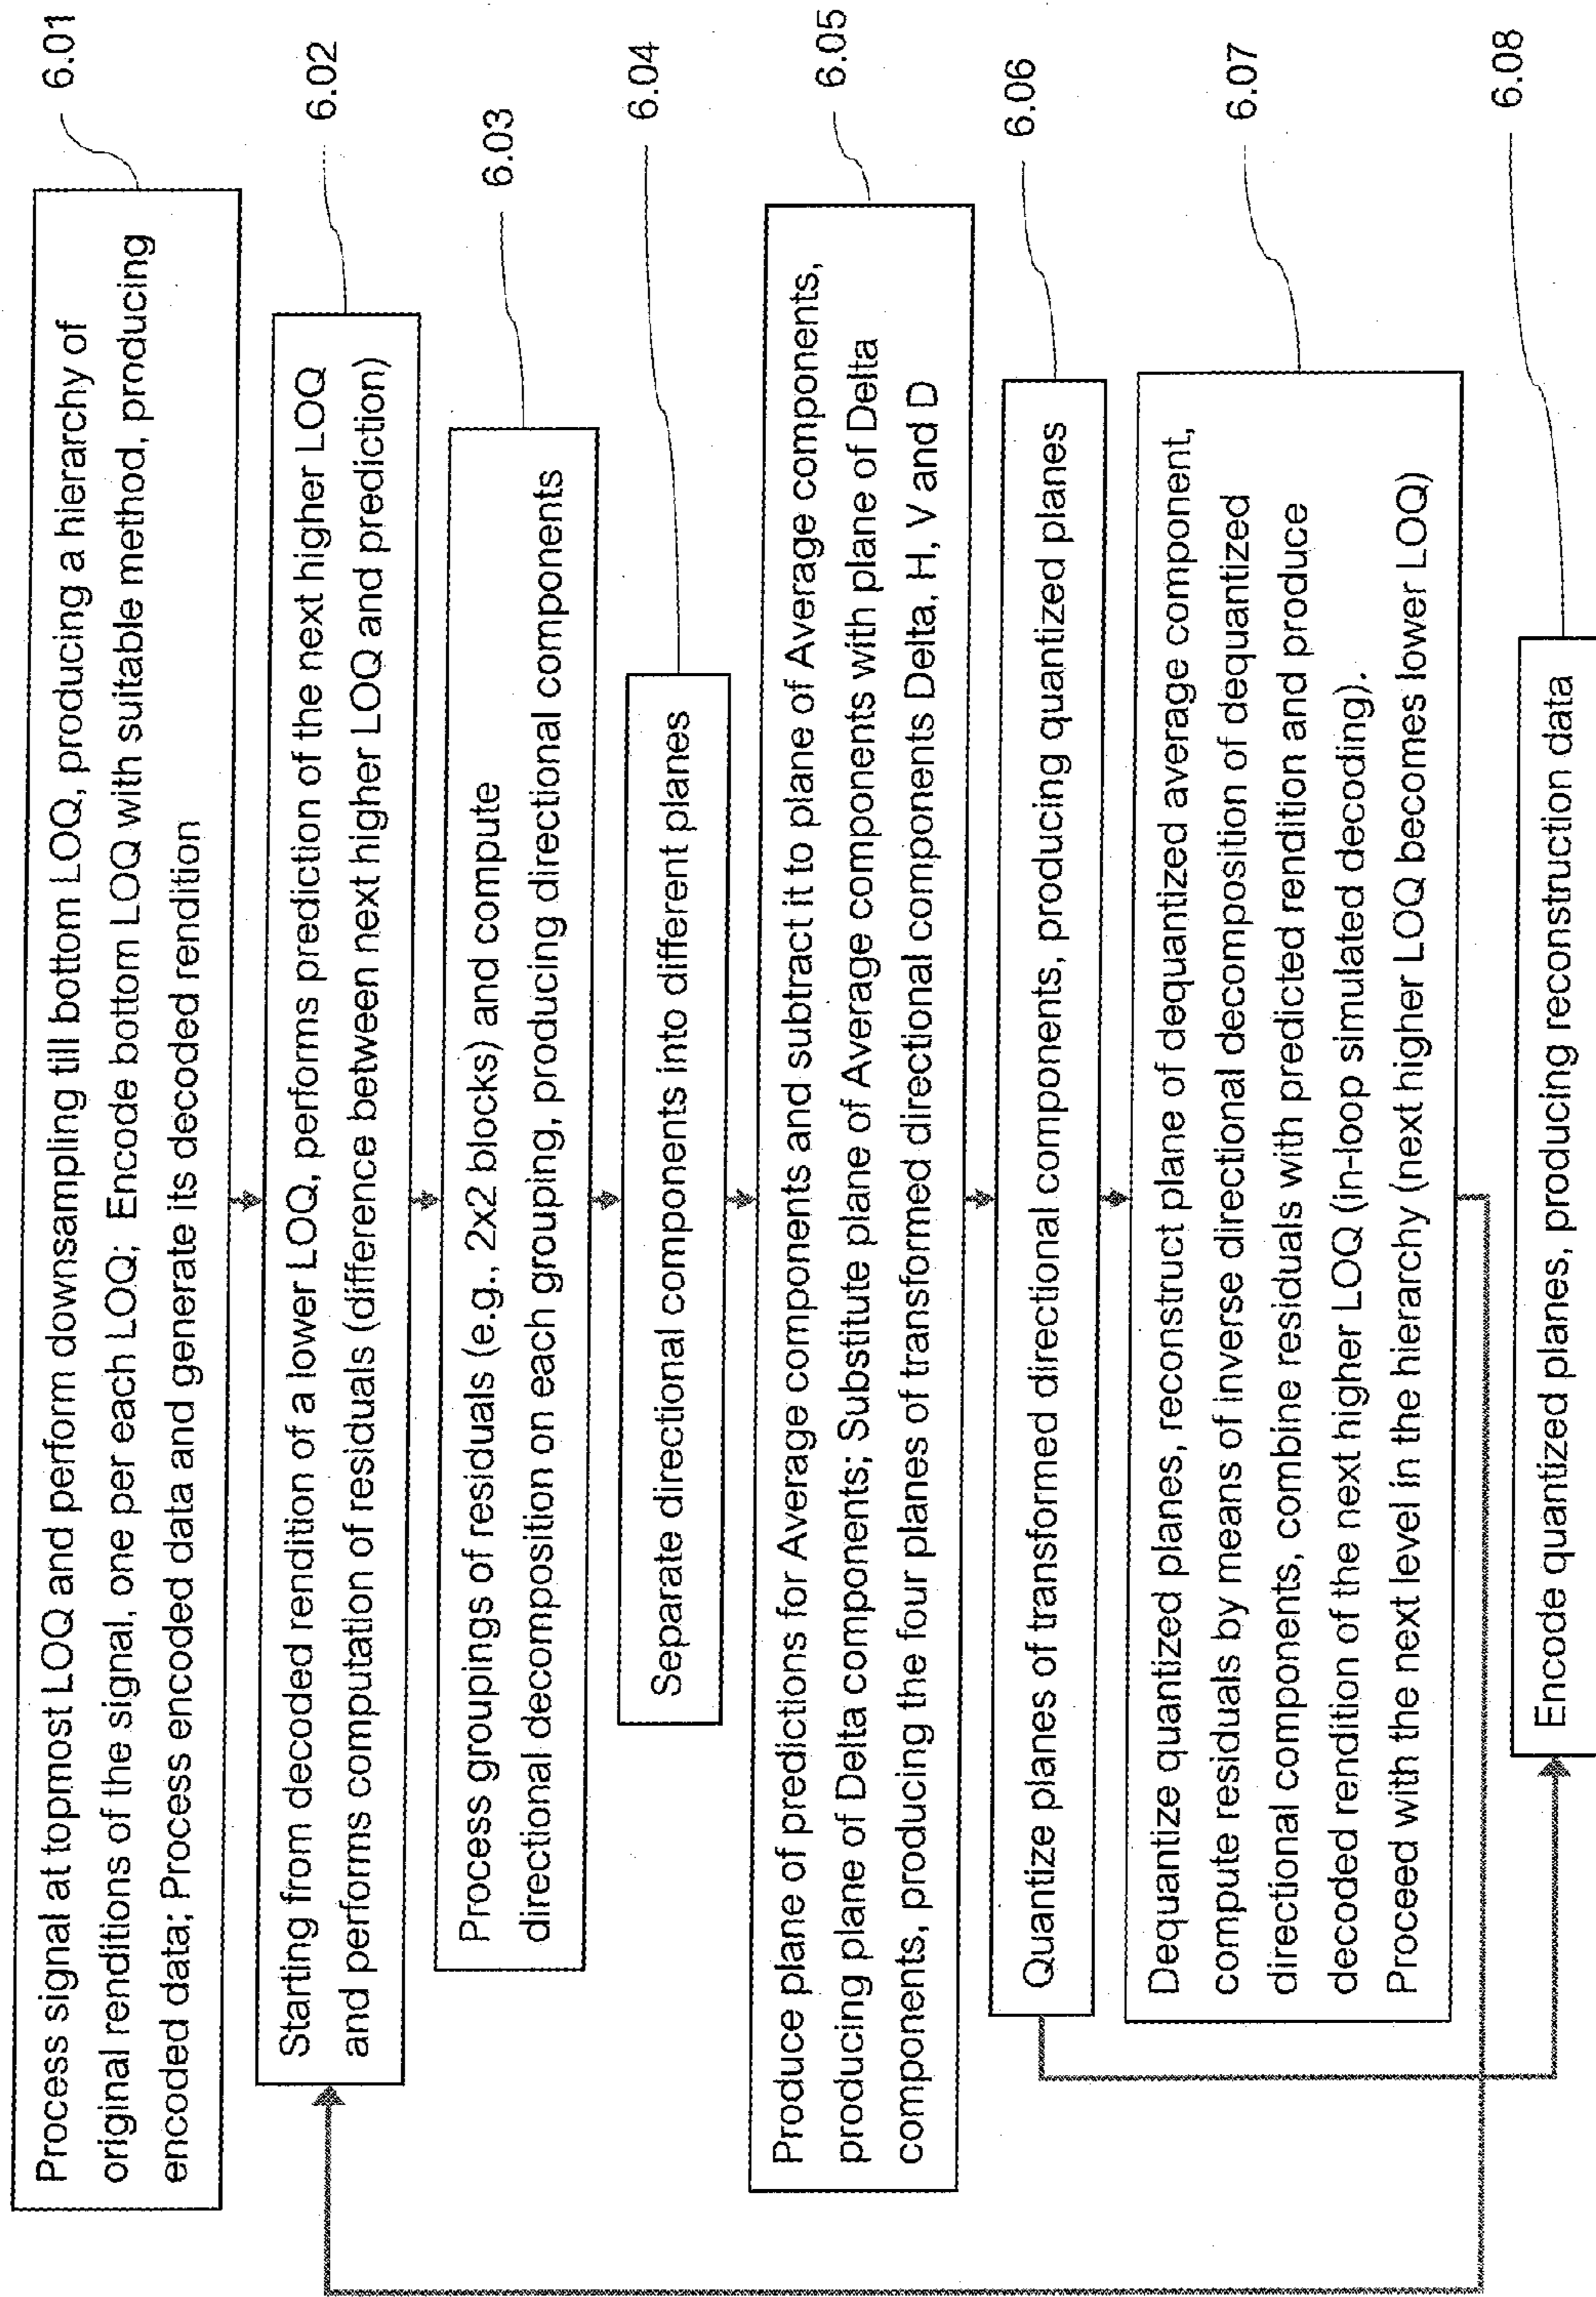 Process signal at topmost LOQ and perform downsampling till bottom LOQ, producing a hierarchy of
original renditions of the signal, one per each LOQ; Encode bottom LOQ with suitable method, producing
encoded data; Process encoded data and generate its decoded rendition
6.01
Starting from decoded rendition of a lower LOQ, performs prediction of the next higher LOQ
and performs computation of residuals (difference between next higher LOQ and prediction)
6.02
Process groupings of residuals (e.g., 2x2 blocks) and compute
directional decomposition on each grouping, producing directional components
6.03
Separate directional components into different planes
6.04
Produce plane of predictions for Average components and subtract it to plane of Average components,
producing plane of Delta components; Substitute plane of Average components with plane of Delta
components, producing the four planes of transformed directional components Delta, H, V and D
6.05
Quantize planes of transformed directional components, producing quantized planes
6.06
Dequantize quantized planes, reconstruct plane of dequantized average component,
compute residuals by means of inverse directional decomposition of dequantized
directional components, combine residuals with predicted rendition and produce
decoded rendition of the next higher LOQ (in-loop simulated decoding).
Proceed with the next level in the hierarchy (next higher LOQ becomes lower LOQ)
6.07
Encode quantized planes, producing reconstruction data
6.08